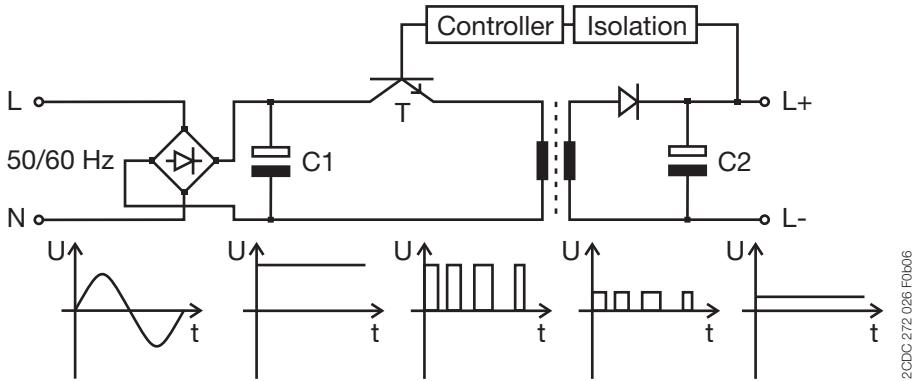 Controller
Isolation
L
L+
T
50/60 Hz
C1
C2
N
L-
U
U
U
U
U
t
t
t
t
t
2CDC 272 026 F0b06